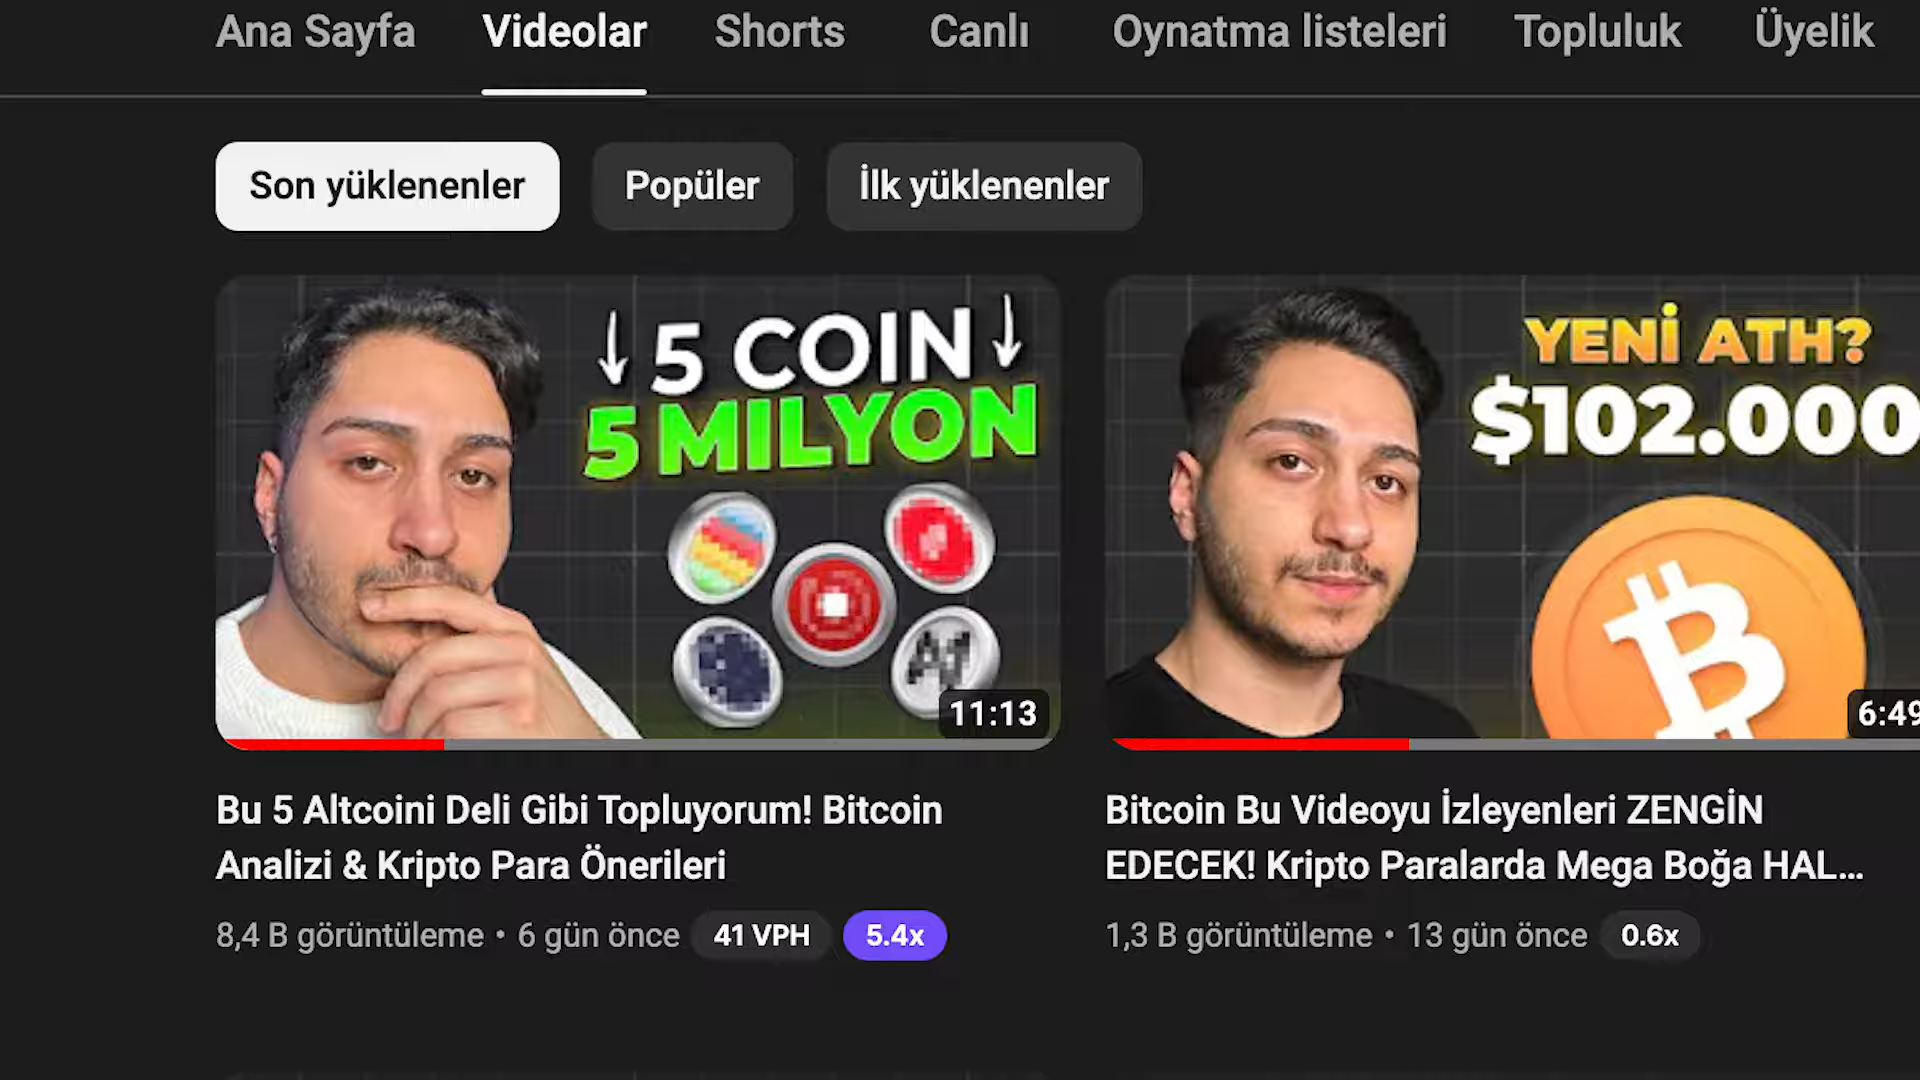 Ana Sayfa Videolar Shorts Canlı Oynatma listeleri Topluluk Üyelik
Son yüklenenler Popüler İlk yüklenenler
↓ 5 COIN ↓
5 MILYON
11:13
YENİ ATH?
$102.000
6:49
Bu 5 Altcoini Deli Gibi Topluyorum! Bitcoin
Analizi & Kripto Para Önerileri
8,4 B görüntüleme • 6 gün önce 41 VPH 5.4x
Bitcoin Bu Videoyu İzleyenleri ZENGİN
EDECEK! Kripto Paralarda Mega Boğa HAL...
1,3 B görüntüleme • 13 gün önce 0.6x